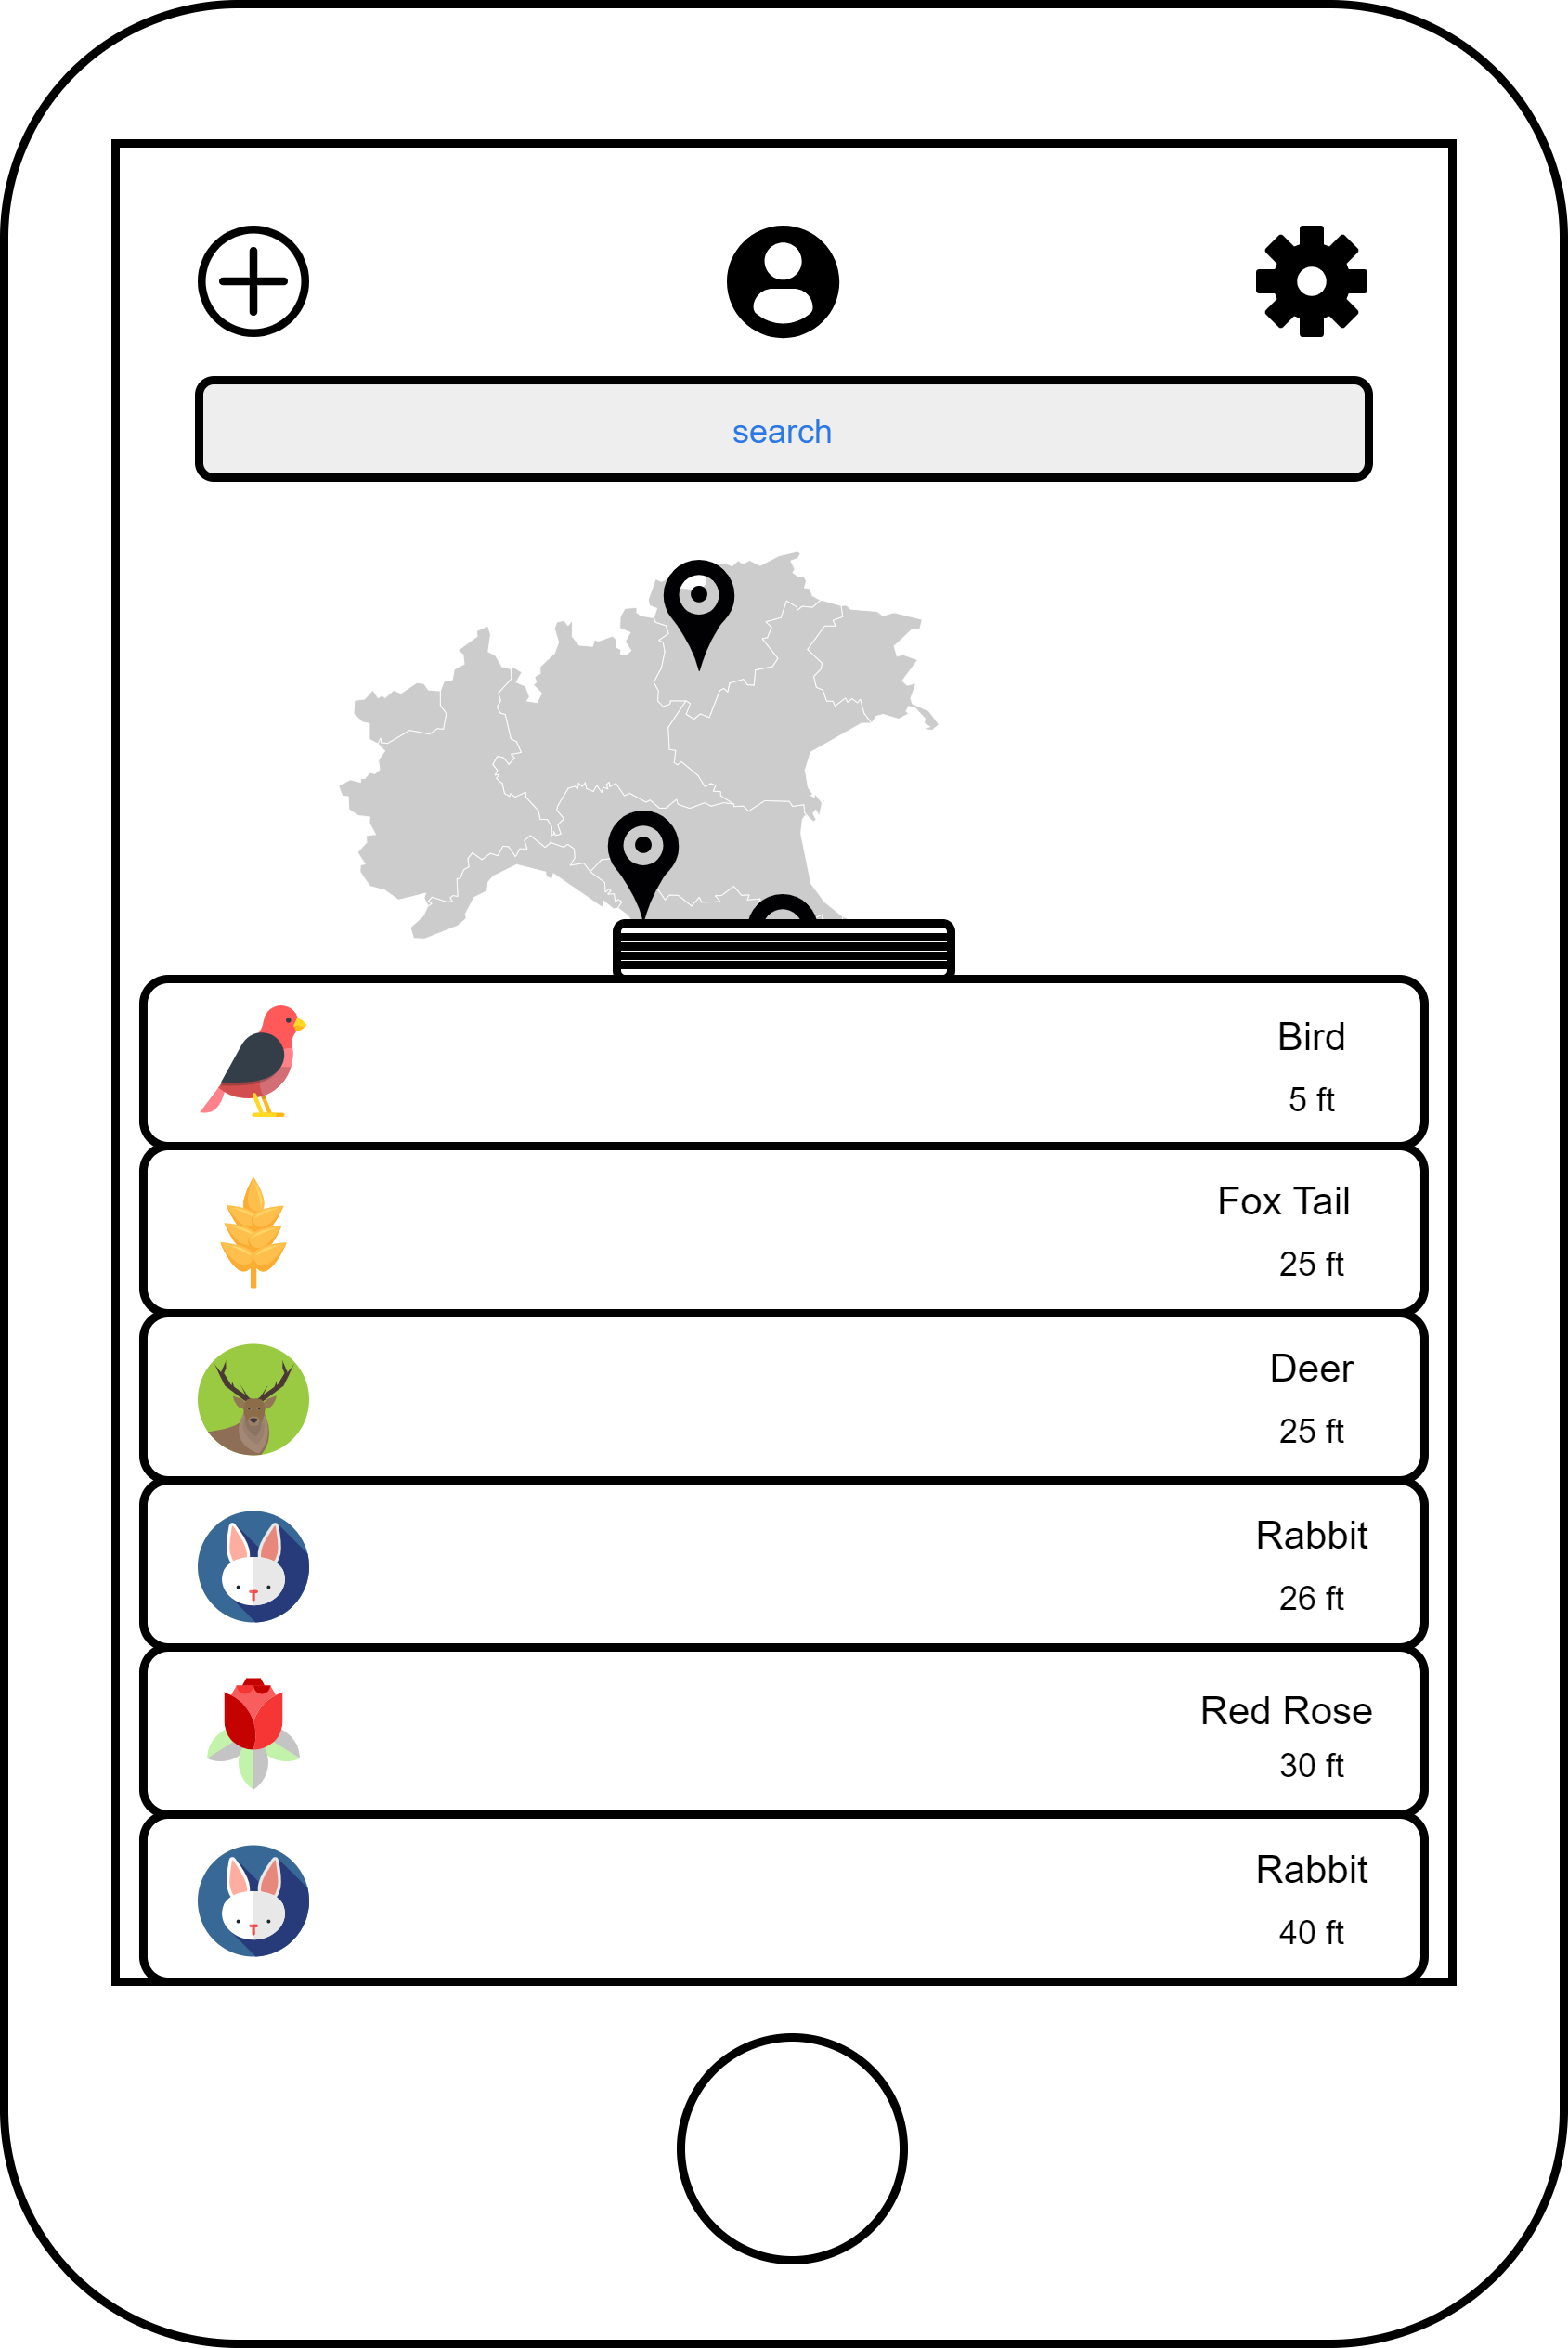 search
Bird
5 ft
Fox Tail
25 ft
Deer
25 ft
Rabbit
26 ft
Red Rose
30 ft
Rabbit
40 ft